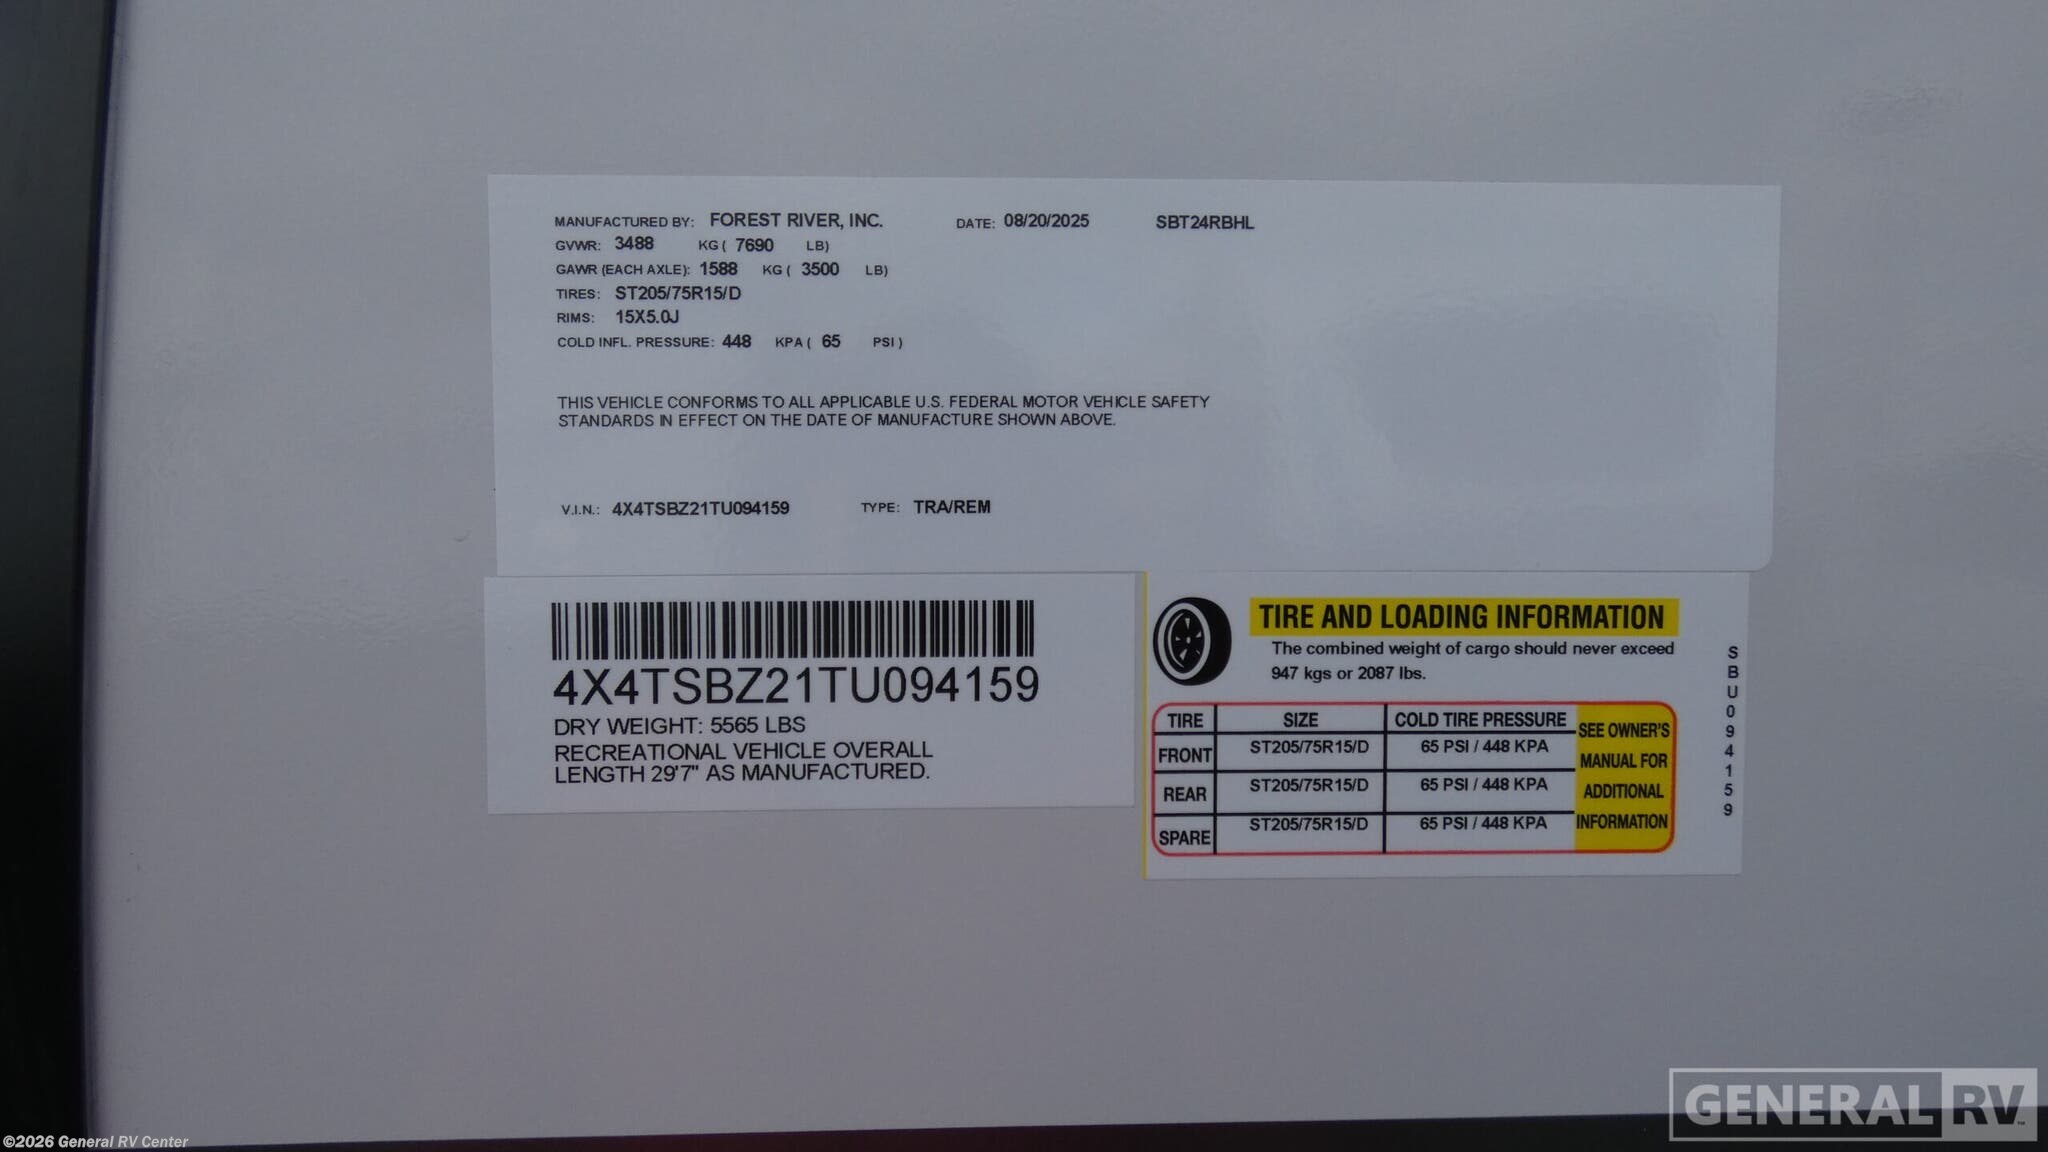 MANUFACTURED BY: FOREST RIVER, INC. DATE: 08/20/2025 SBT24RBHL
GVWR: 3488 KG ( 7690 LB)
GAWR (EACH AXLE): 1588 KG ( 3500 LB)
TIRES: ST205/75R15/D
RIMS: 15X5.0J
COLD INFL. PRESSURE: 448 KPA ( 65 PSI )
THIS VEHICLE CONFORMS TO ALL APPLICABLE U.S. FEDERAL MOTOR VEHICLE SAFETY
STANDARDS IN EFFECT ON THE DATE OF MANUFACTURE SHOWN ABOVE.
V.I.N.: 4X4TSBZ21TU094159 TYPE: TRA/REM
4X4TSBZ21TU094159
DRY WEIGHT: 5565 LBS
RECREATIONAL VEHICLE OVERALL
LENGTH 29'7" AS MANUFACTURED.
TIRE AND LOADING INFORMATION
The combined weight of cargo should never exceed
947 kgs or 2087 lbs.
TIRE SIZE COLD TIRE PRESSURE
FRONT ST205/75R15/D 65 PSI / 448 KPA
REAR ST205/75R15/D 65 PSI / 448 KPA
SPARE ST205/75R15/D 65 PSI / 448 KPA
SEE OWNER'S
MANUAL FOR
ADDITIONAL
INFORMATION
SBU094159
GENERAL RV™
©2026 General RV Center